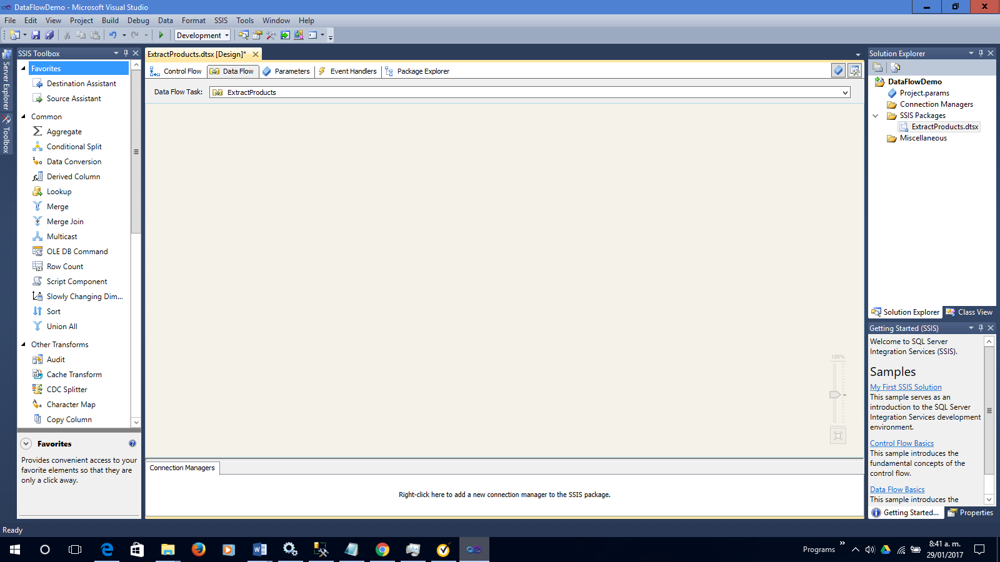 DataFlowDemo - Microsoft Visual Studio
File Edit View Project Build Debug Data Format SSIS Tools Window Help
Development
Server Explorer
Toolbox
SSIS Toolbox
Favorites
Destination Assistant
Source Assistant
Common
Aggregate
Conditional Split
Data Conversion
Derived Column
Lookup
Merge
Merge Join
Multicast
OLE DB Command
Row Count
Script Component
Slowly Changing Dim...
Sort
Union All
Other Transforms
Audit
Cache Transform
CDC Splitter
Character Map
Copy Column
Favorites
Provides convenient access to your
favorite elements so that they are
only a click away.
ExtractProducts.dtsx [Design]*
Control Flow Data Flow Parameters Event Handlers Package Explorer
Data Flow Task: ExtractProducts
100%
Connection Managers
Right-click here to add a new connection manager to the SSIS package.
Solution Explorer
DataFlowDemo
Project.params
Connection Managers
SSIS Packages
ExtractProducts.dtsx
Miscellaneous
Solution Explorer Class View
Getting Started (SSIS)
Welcome to SQL Server
Integration Services (SSIS).
Samples
My First SSIS Solution
This sample serves as an
introduction to the SQL Server
Integration Services development
environment.
Control Flow Basics
This sample introduces the
fundamental concepts of the
control flow.
Data Flow Basics
This sample introduces the
Getting Started... Properties
Ready
Programs
8:41 a. m.
29/01/2017